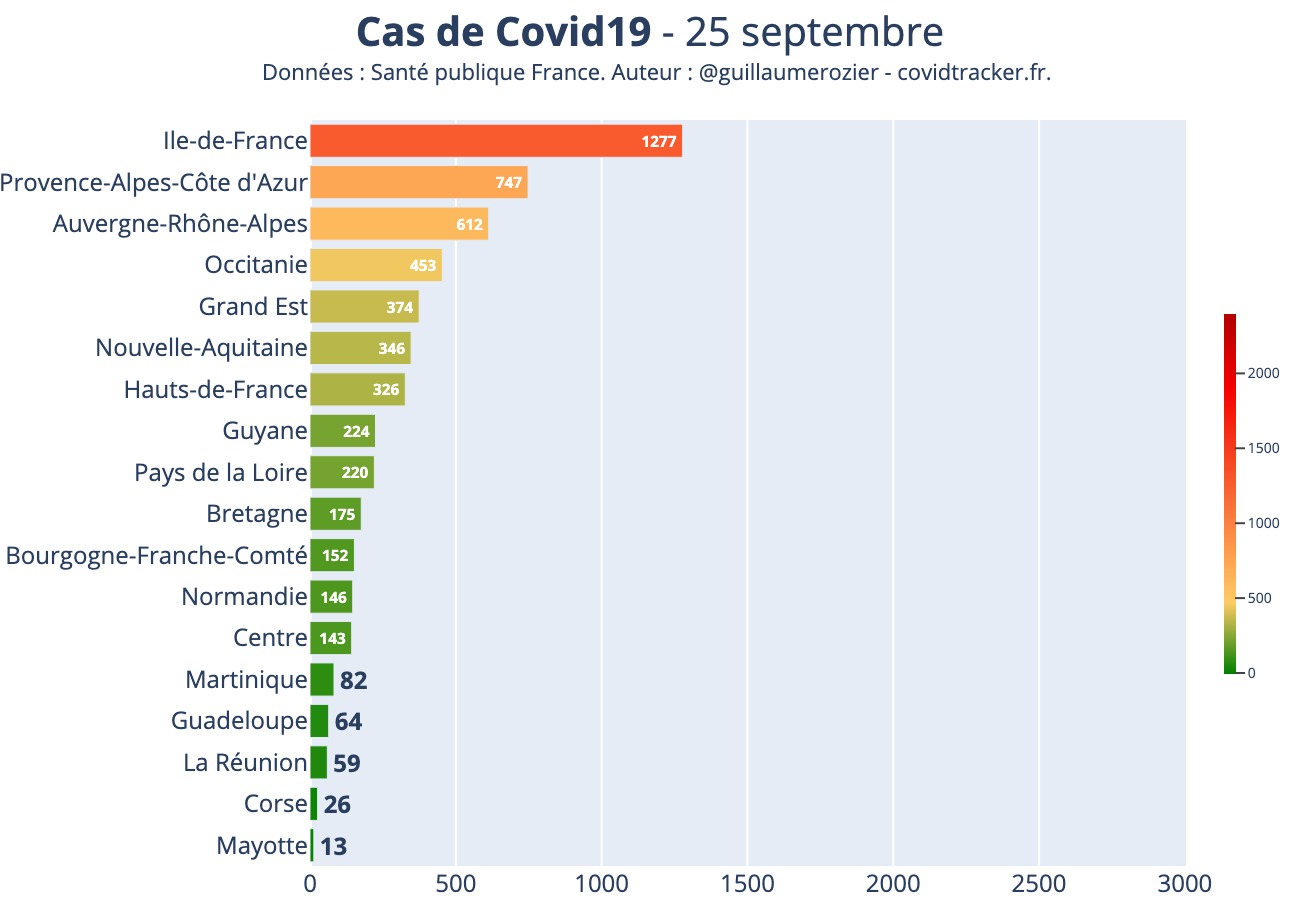 Cas de Covid19 - 25 septembre
Données : Santé publique France. Auteur : @guillaumerozier - covidtracker.fr.
Ile-de-France 1277
Provence-Alpes-Côte d'Azur 747
Auvergne-Rhône-Alpes 612
Occitanie 453
Grand Est 374
Nouvelle-Aquitaine 346
Hauts-de-France 326
Guyane 224
Pays de la Loire 220
Bretagne 175
Bourgogne-Franche-Comté 152
Normandie 146
Centre 143
Martinique 82
Guadeloupe 64
La Réunion 59
Corse 26
Mayotte 13
0 500 1000 1500 2000 2500 3000
2000
1500
1000
500
0